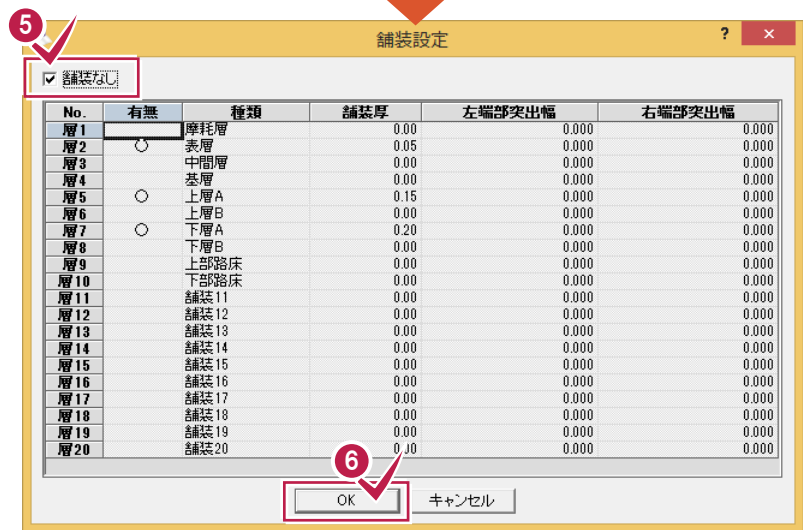 5
舗装設定 ? ×
舗装なし
No. 有無 種類 舗装厚 左端部突出幅 右端部突出幅
層1 摩耗層 0.00 0.000 0.000
層2 ○ 表層 0.05 0.000 0.000
層3 中間層 0.00 0.000 0.000
層4 基層 0.00 0.000 0.000
層5 ○ 上層A 0.15 0.000 0.000
層6 上層B 0.00 0.000 0.000
層7 ○ 下層A 0.20 0.000 0.000
層8 下層B 0.00 0.000 0.000
層9 上部路床 0.00 0.000 0.000
層10 下部路床 0.00 0.000 0.000
層11 舗装11 0.00 0.000 0.000
層12 舗装12 0.00 0.000 0.000
層13 舗装13 0.00 0.000 0.000
層14 舗装14 0.00 0.000 0.000
層15 舗装15 0.00 0.000 0.000
層16 舗装16 0.00 0.000 0.000
層17 舗装17 0.00 0.000 0.000
層18 舗装18 0.00 0.000 0.000
層19 舗装19 0.00 0.000 0.000
層20 舗装20 0.00 0.000 0.000
6
OK キャンセル